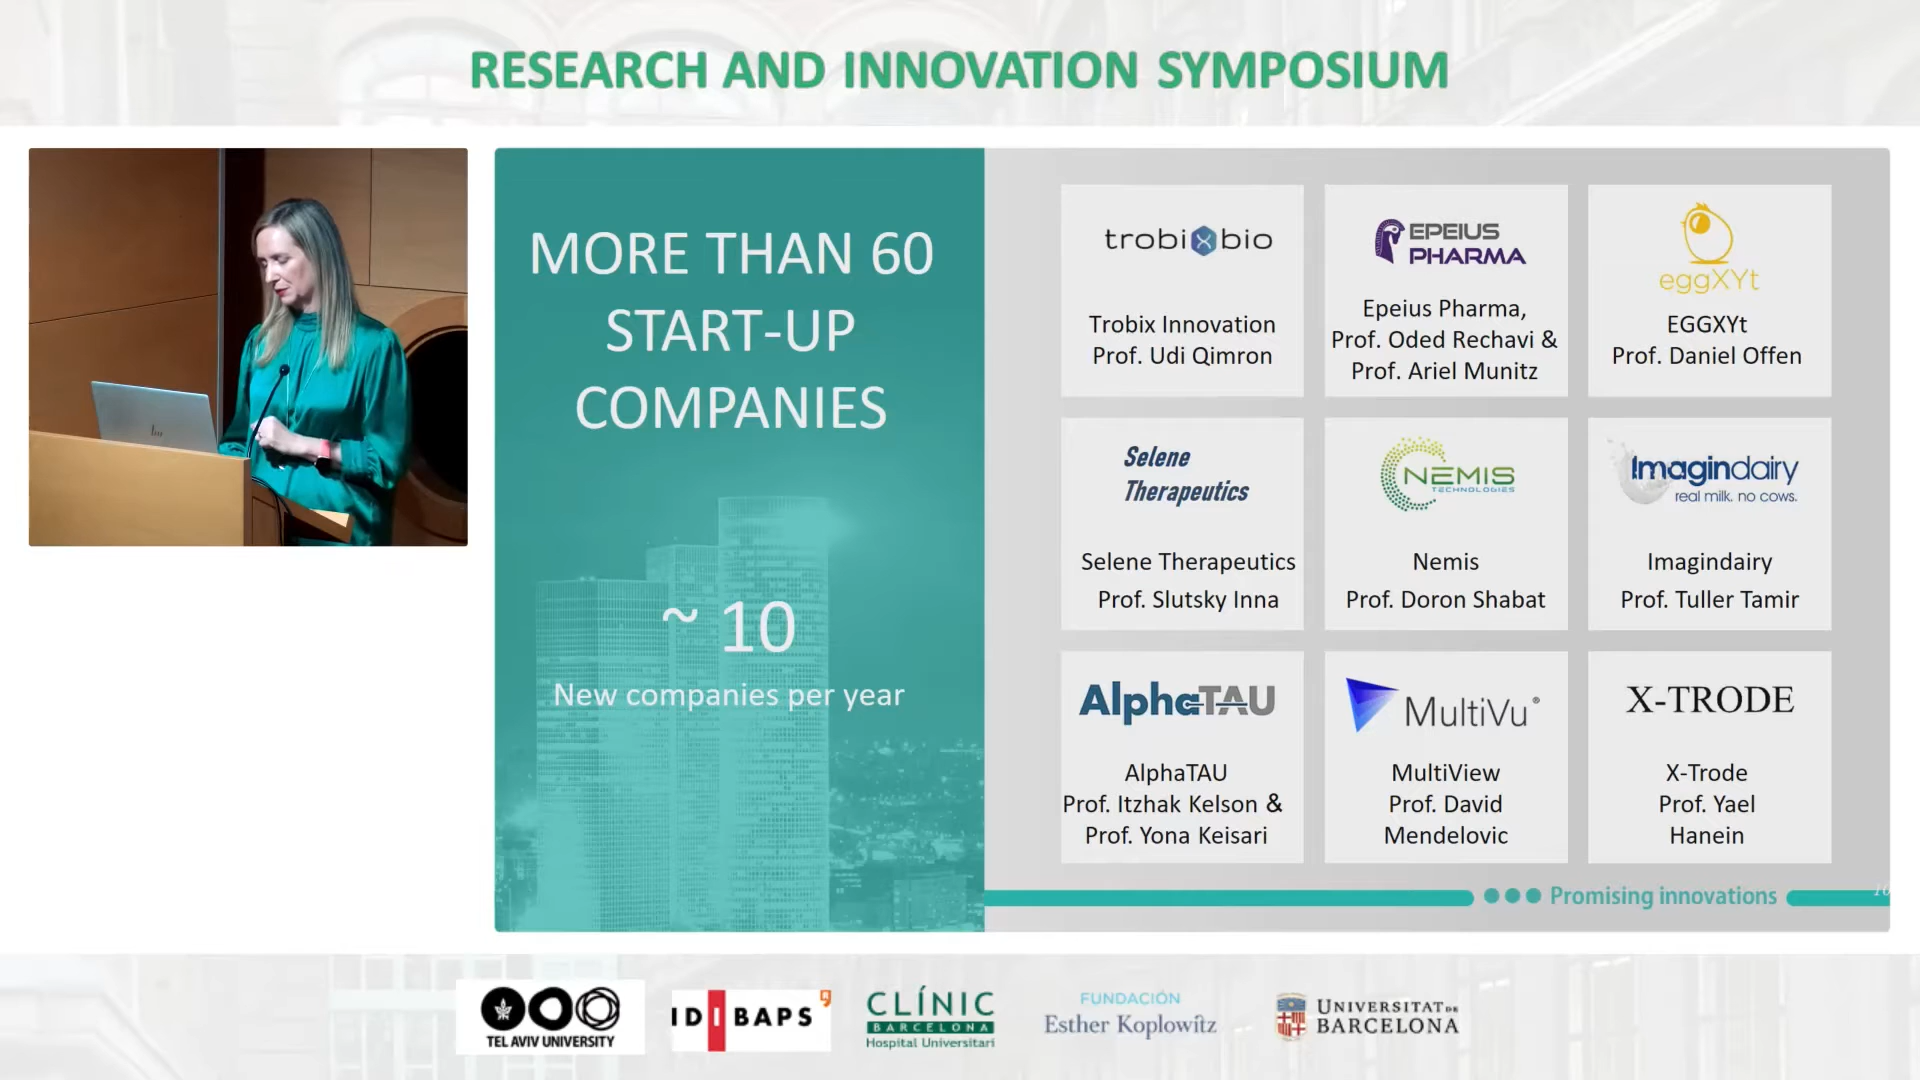 RESEARCH AND INNOVATION SYMPOSIUM
MORE THAN 60
START-UP
COMPANIES
~ 10
New companies per year
trobixbio
Trobix Innovation
Prof. Udi Qimron
EPEIUS
PHARMA
Epeius Pharma,
Prof. Oded Rechavi &
Prof. Ariel Munitz
eggXYt
EGGXYt
Prof. Daniel Offen
Selene
Therapeutics
Selene Therapeutics
Prof. Slutsky Inna
NEMIS
TECHNOLOGIES
Nemis
Prof. Doron Shabat
Imagindairy
real milk. no cows.
Imagindairy
Prof. Tuller Tamir
AlphaTAU
AlphaTAU
Prof. Itzhak Kelson &
Prof. Yona Keisari
MultiVu®
MultiView
Prof. David
Mendelovic
X-TRODE
X-Trode
Prof. Yael
Hanein
Promising innovations
TEL AVIV UNIVERSITY
IDIBAPS
CLÍNIC
BARCELONA
Hospital Universitari
FUNDACIÓN
Esther Koplowitz
UNIVERSITAT DE
BARCELONA